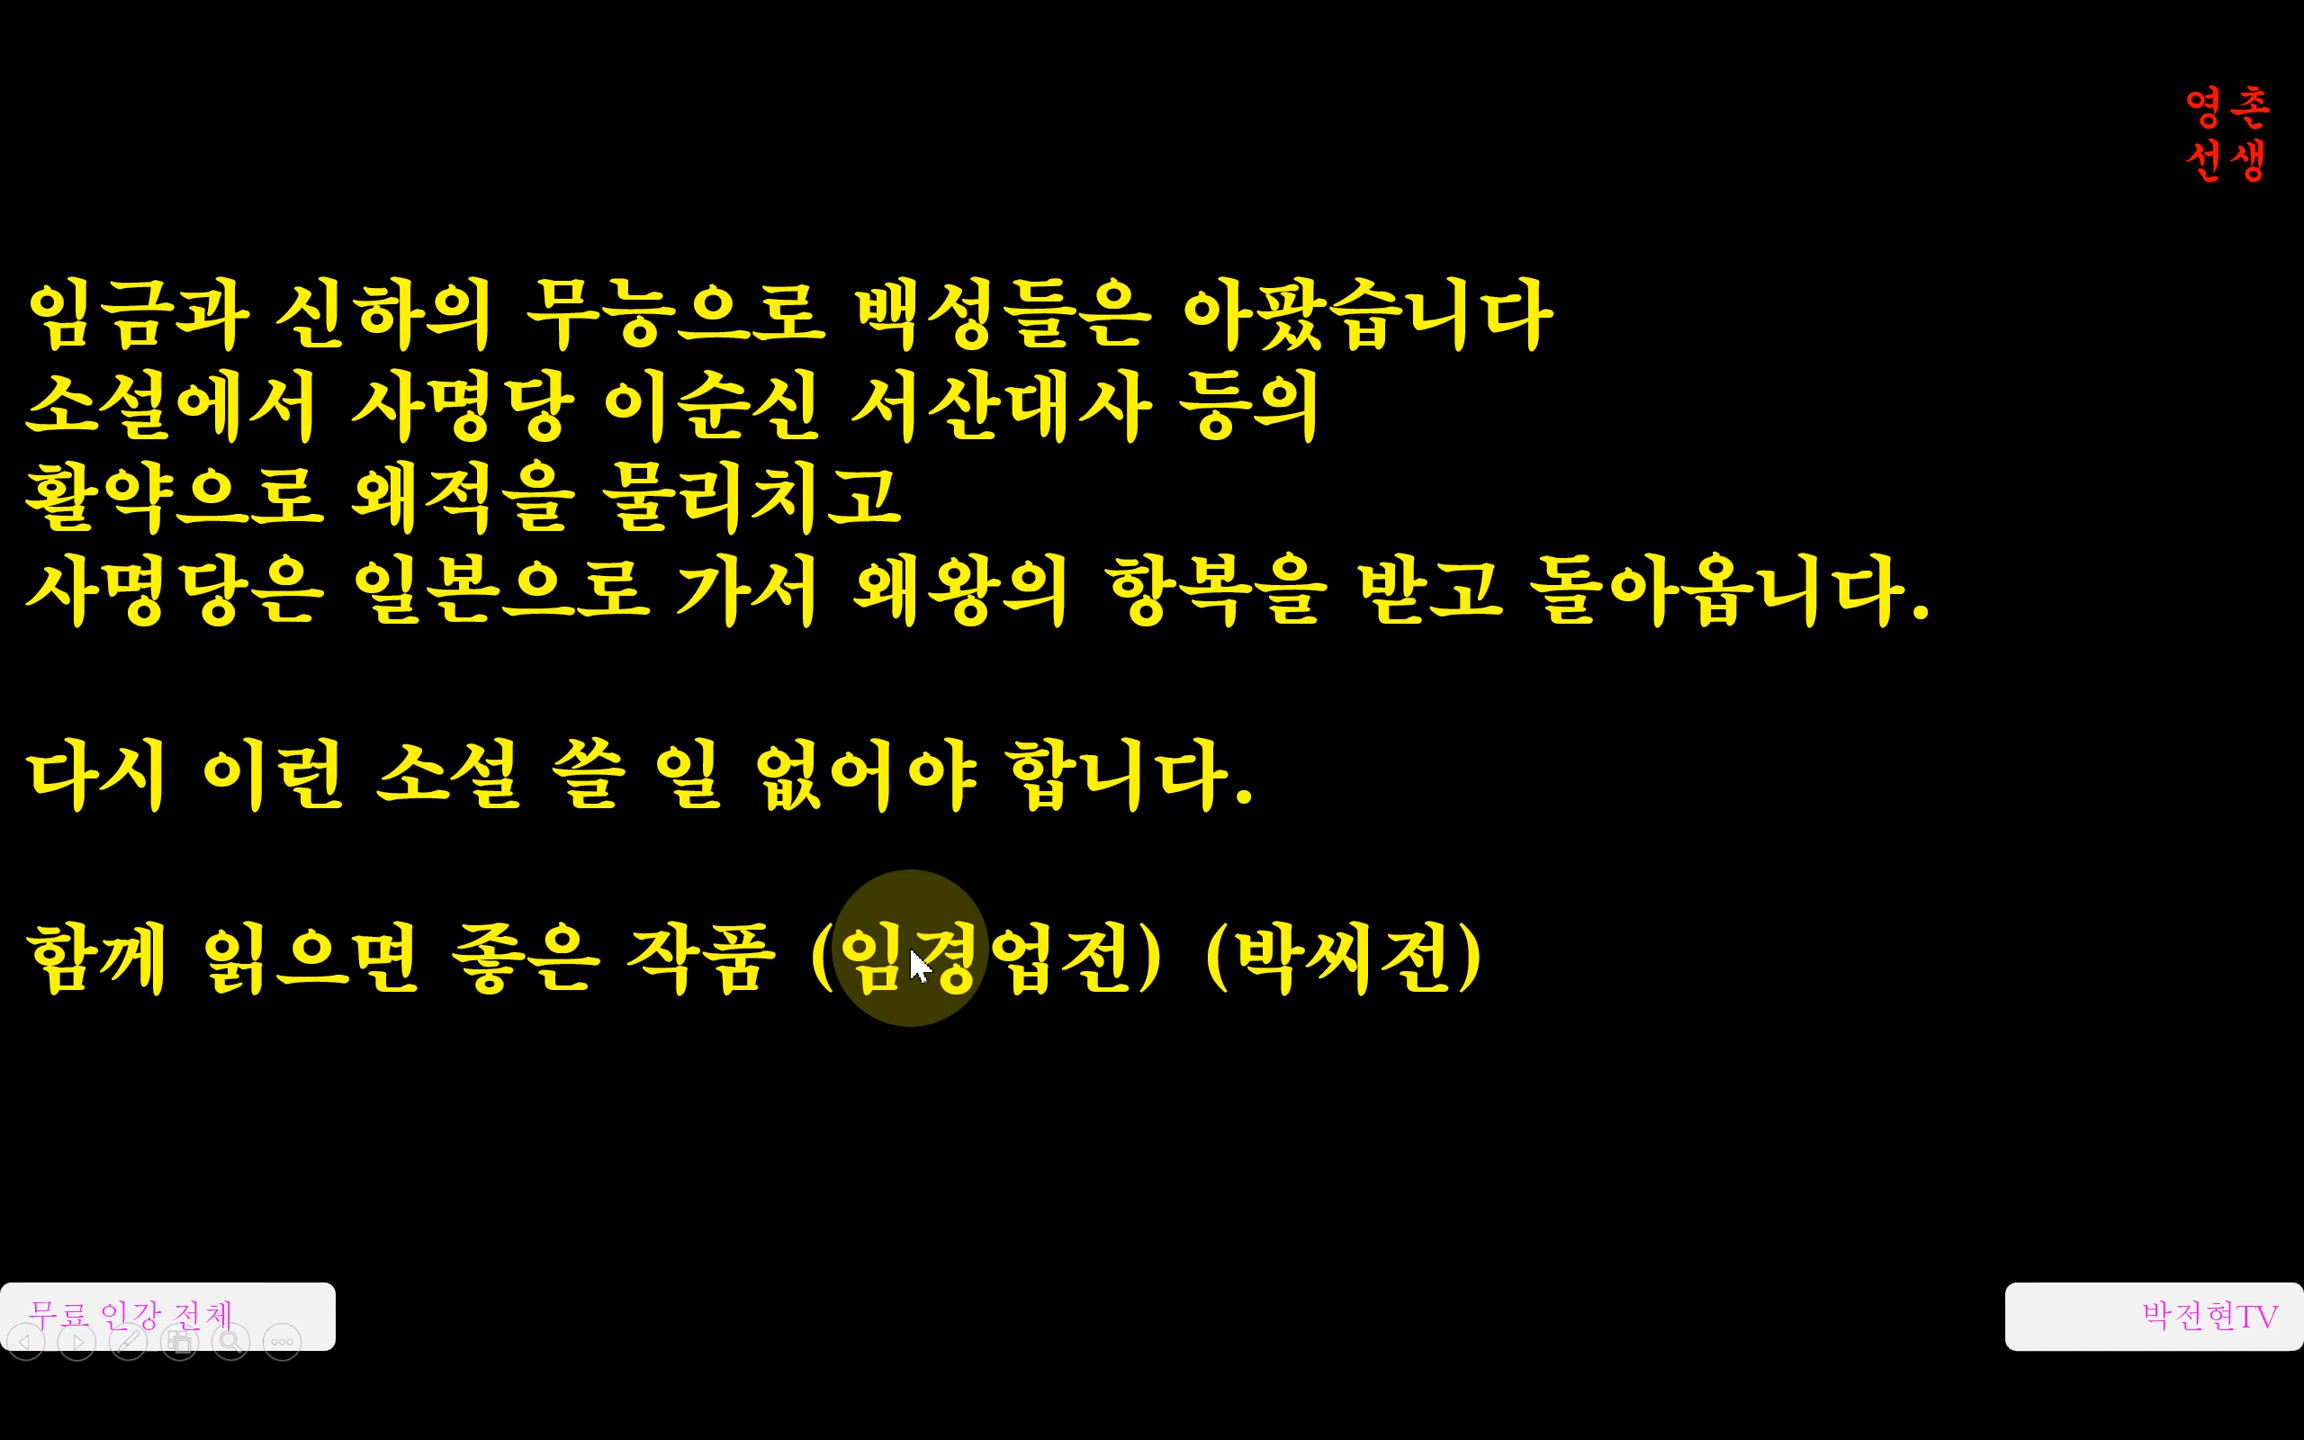 영촌
선생
임금과 신하의 무능으로 백성들은 아팠습니다
소설에서 사명당 이순신 서산대사 등의
활약으로 왜적을 물리치고
사명당은 일본으로 가서 왜왕의 항복을 받고 돌아옵니다.
다시 이런 소설 쓸 일 없어야 합니다.
함께 읽으면 좋은 작품 (임경업전) (박씨전)
무료 인강 전체
박전현TV